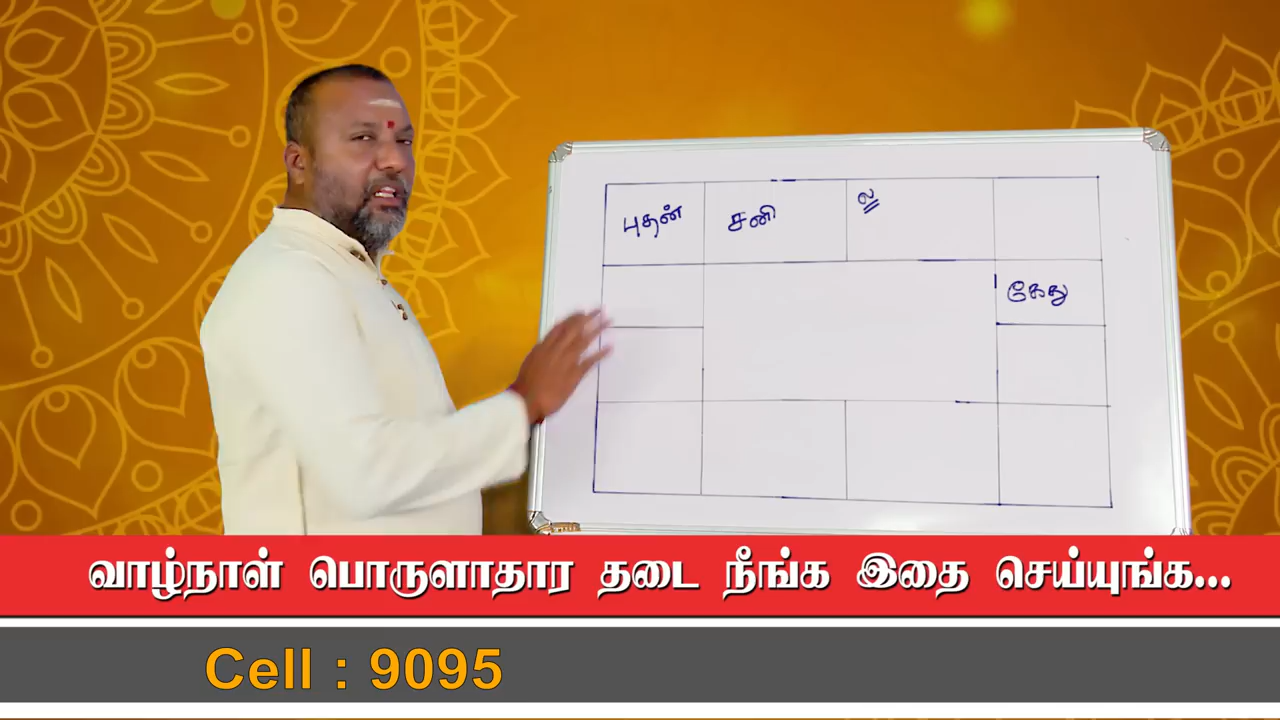 புதன் சனி ல
கேது
வாழ்நாள் பொருளாதார தடை நீங்க இதை செய்யுங்க...
Cell : 9095